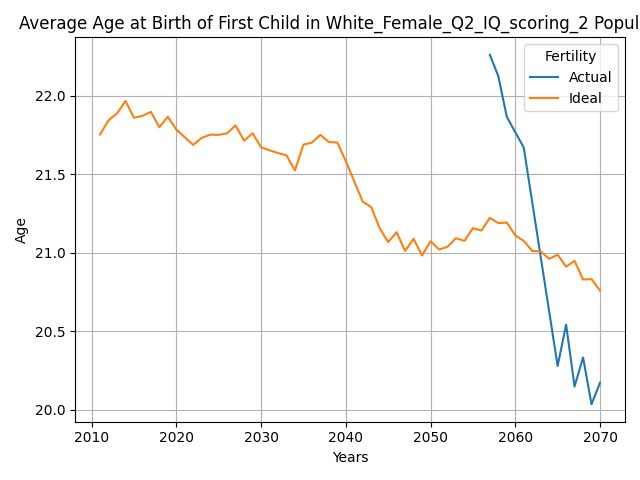 Average Age at Birth of First Child in White_Female_Q2_IQ_scoring_2 Popul
Fertility
Actual
Ideal
22.0
21.5
21.0
20.5
20.0
Age
2010 2020 2030 2040 2050 2060 2070
Years